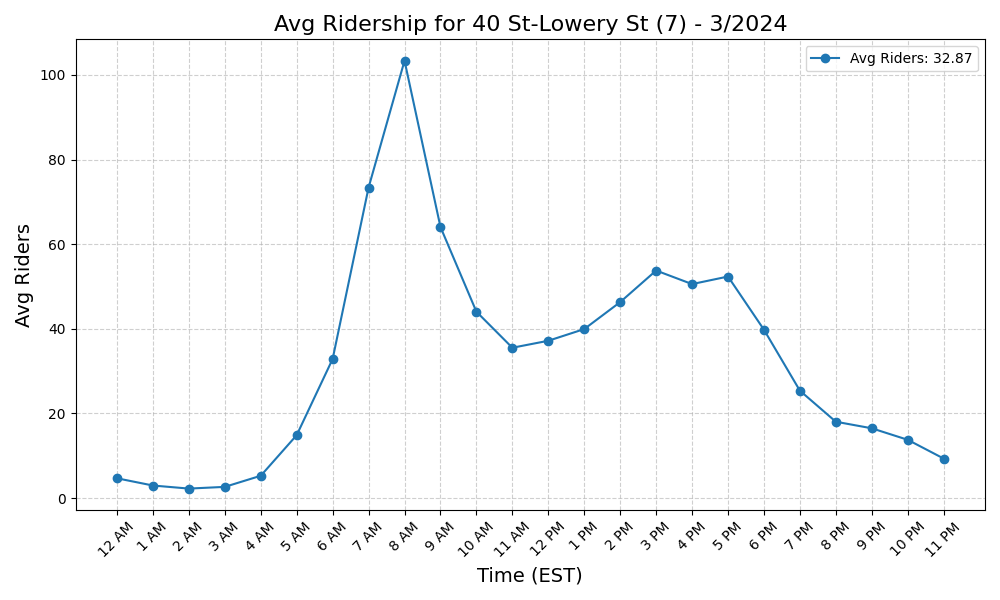 Avg Ridership for 40 St-Lowery St (7) - 3/2024
Avg Riders: 32.87
Avg Riders
100
80
60
40
20
0
12 AM
1 AM
2 AM
3 AM
4 AM
5 AM
6 AM
7 AM
8 AM
9 AM
10 AM
11 AM
12 PM
1 PM
2 PM
3 PM
4 PM
5 PM
6 PM
7 PM
8 PM
9 PM
10 PM
11 PM
Time (EST)